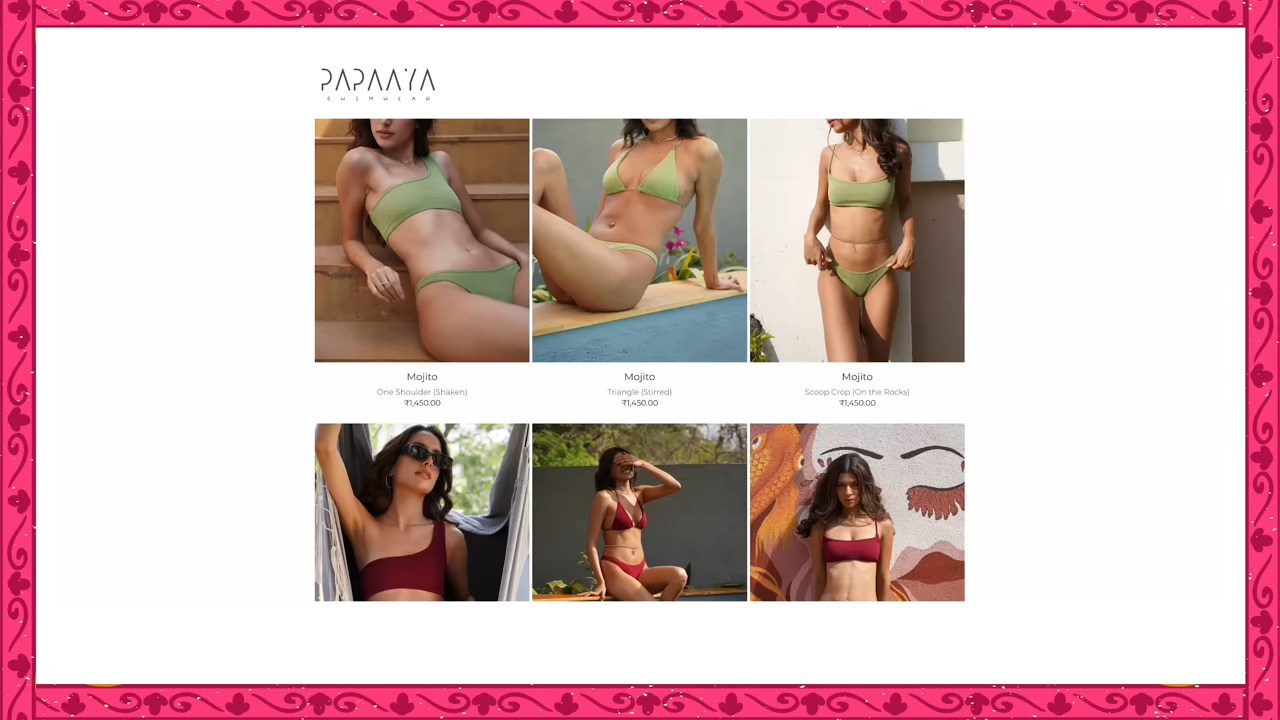 PAPAAYA
SWIMWEAR
Mojito
One Shoulder (Shaken)
₹1,450.00
Mojito
Triangle (Stirred)
₹1,450.00
Mojito
Scoop Crop (On the Rocks)
₹1,450.00